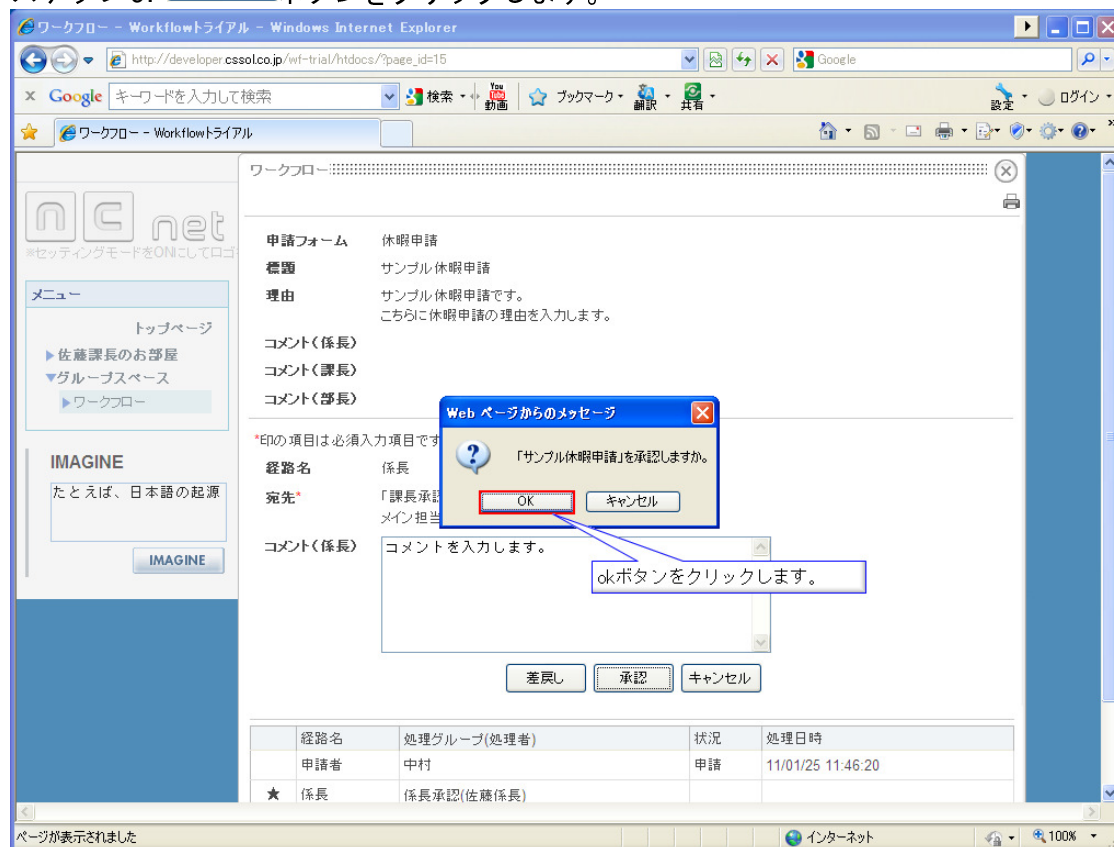 ボタンをクリックします。
ワークフロー - Workflowトライアル - Windows Internet Explorer
http://developer.cssol.co.jp/wf-trial/htdocs/?page_id=15
Google
x Google キーワードを入力して検索
検索
You 動画
ブックマーク
翻訳
共有
設定
ログイン
ワークフロー - Workflowトライアル
ワークフロー
nc net
※セッティングモードをONにしてロゴ
申請フォーム 休暇申請
標題 サンプル休暇申請
理由 サンプル休暇申請です。
こちらに休暇申請の理由を入力します。
コメント(係長)
コメント(課長)
コメント(部長)
メニュー
トップページ
佐藤課長のお部屋
グループスペース
ワークフロー
IMAGINE
たとえば、日本語の起源
IMAGINE
Web ページからのメッセージ
「サンプル休暇申請」を承認しますか。
OK キャンセル
*印の項目は必須入力項目です
経路名 係長
宛先* 「課長承認
メイン担当
コメント(係長) コメントを入力します。
okボタンをクリックします。
差戻し 承認 キャンセル
経路名 処理グループ(処理者) 状況 処理日時
申請者 中村 申請 11/01/25 11:46:20
★ 係長 係長承認(佐藤係長)
ページが表示されました
インターネット
100%